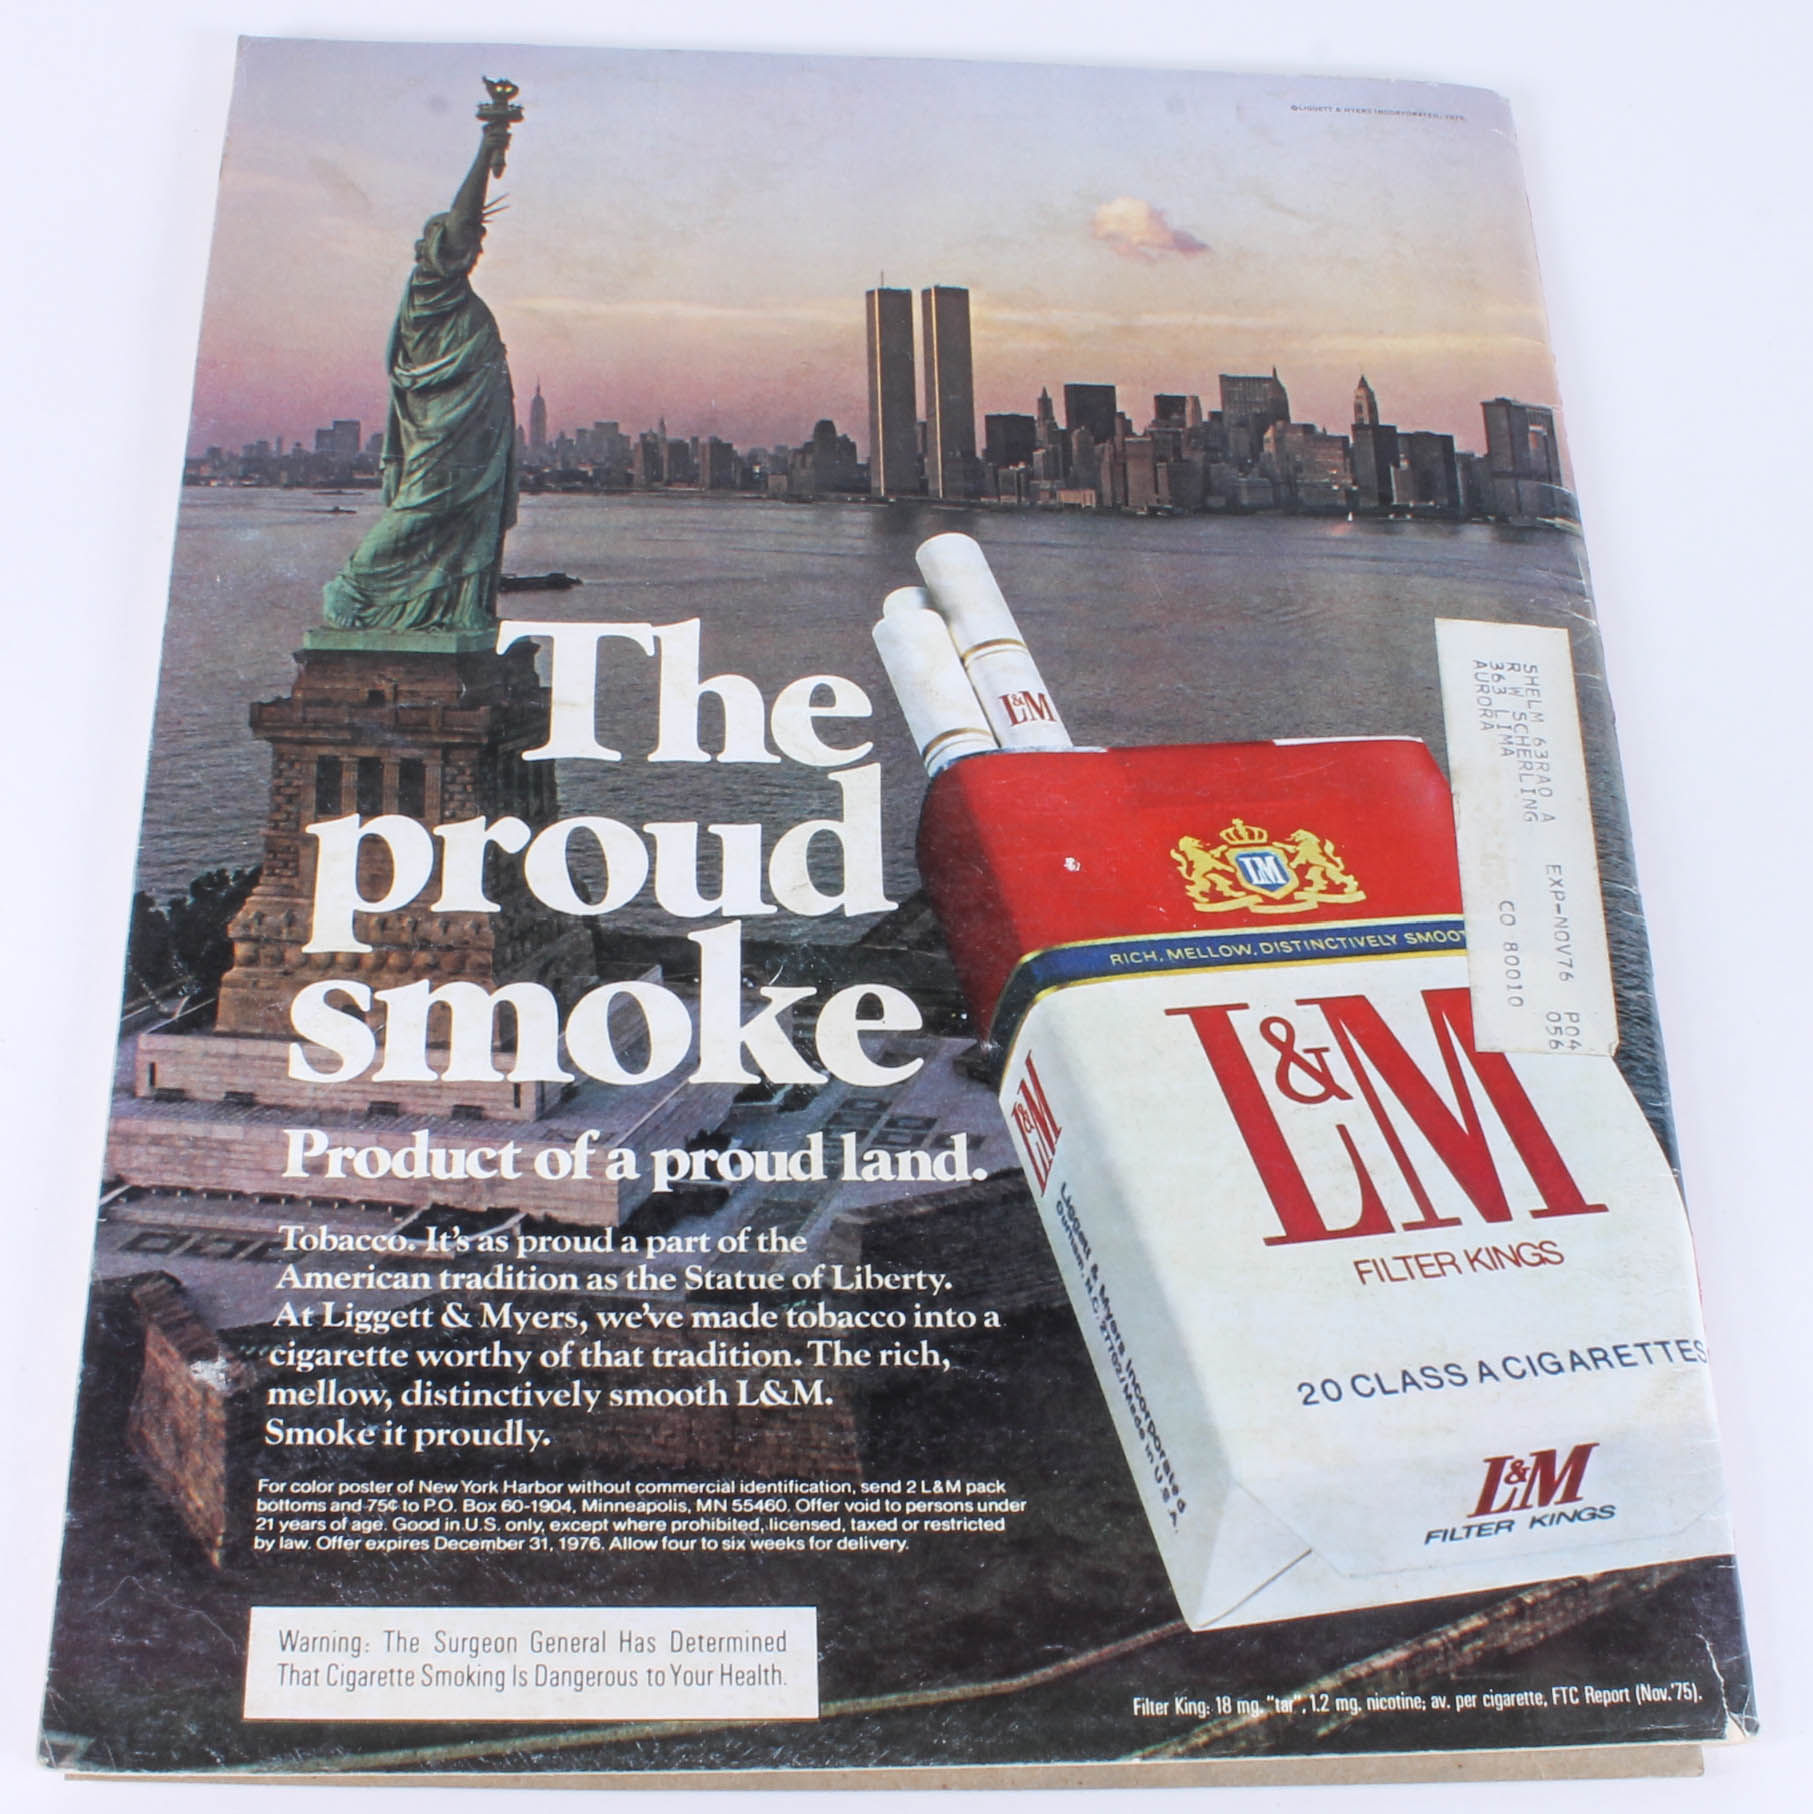 ©LIGGETT & MYERS INCORPORATED, 1976
The
proud
smoke
Product of a proud land.
Tobacco. It's as proud a part of the
American tradition as the Statue of Liberty.
At Liggett & Myers, we've made tobacco into a
cigarette worthy of that tradition. The rich,
mellow, distinctively smooth L&M.
Smoke it proudly.
For color poster of New York Harbor without commercial identification, send 2 L&M pack
bottoms and 75¢ to P.O. Box 60-1904, Minneapolis, MN 55460. Offer void to persons under
21 years of age. Good in U.S. only, except where prohibited, licensed, taxed or restricted
by law. Offer expires December 31, 1976. Allow four to six weeks for delivery.
Warning: The Surgeon General Has Determined
That Cigarette Smoking Is Dangerous to Your Health.
L&M
LM
RICH, MELLOW, DISTINCTIVELY SMOOT
L&M
FILTER KINGS
20 CLASS A CIGARETTES
L&M
FILTER KINGS
L&M
Liggett & Myers Incorporated
Durham, N.C. 27702/Made in U.S.A.
SHELM 63RAO A EXP-NOV76 P04
R W SCHERLING 056
363 LIMA
AURORA CO 80010
Filter King: 18 mg. "tar", 1.2 mg. nicotine; av. per cigarette, FTC Report (Nov.'75).